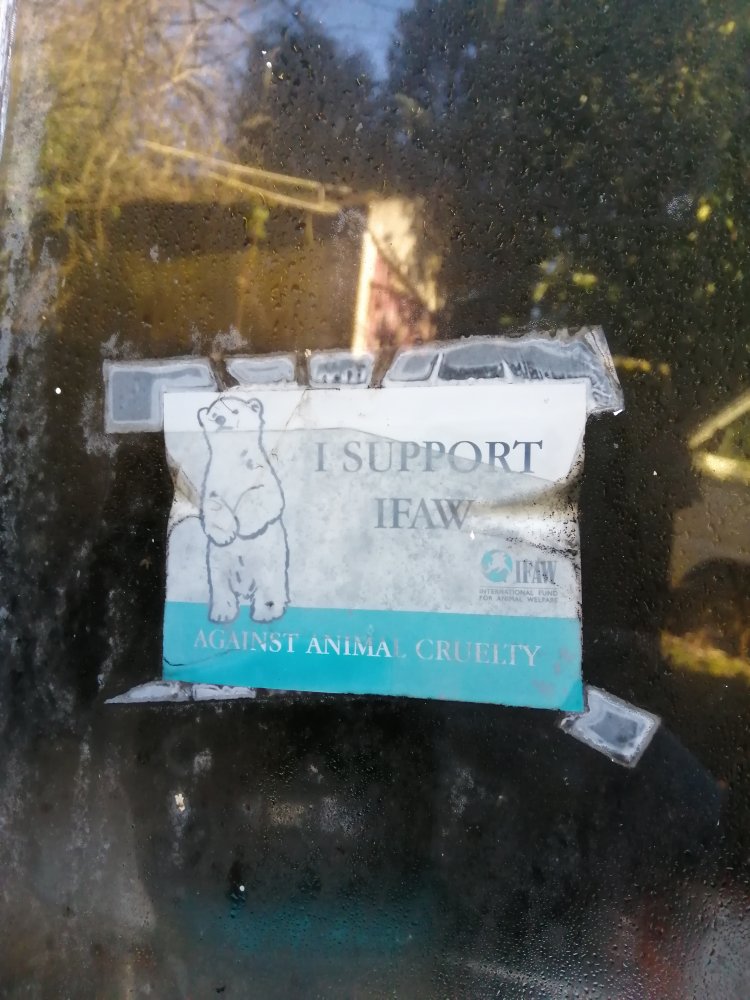 I SUPPORT
IFAW
IFAW
INTERNATIONAL FUND
FOR ANIMAL WELFARE
AGAINST ANIMAL CRUELTY